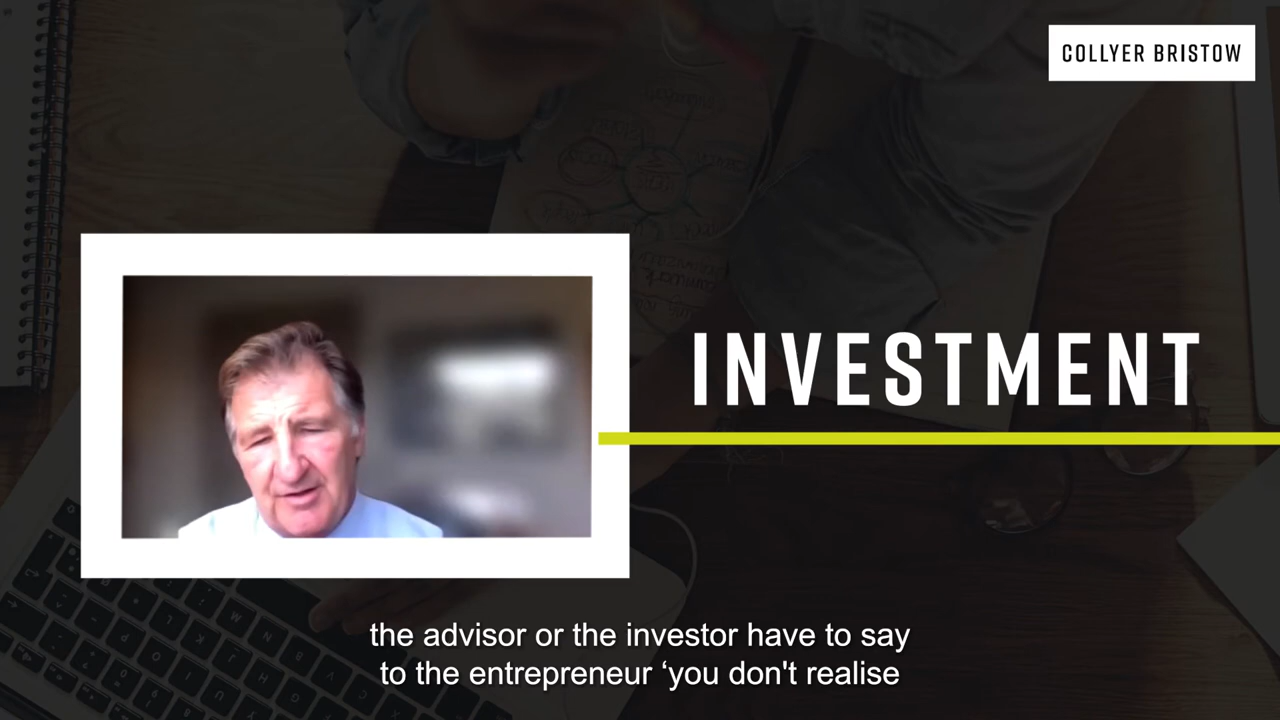 COLLYER BRISTOW
INVESTMENT
the advisor or the investor have to say
to the entrepreneur ‘you don't realise